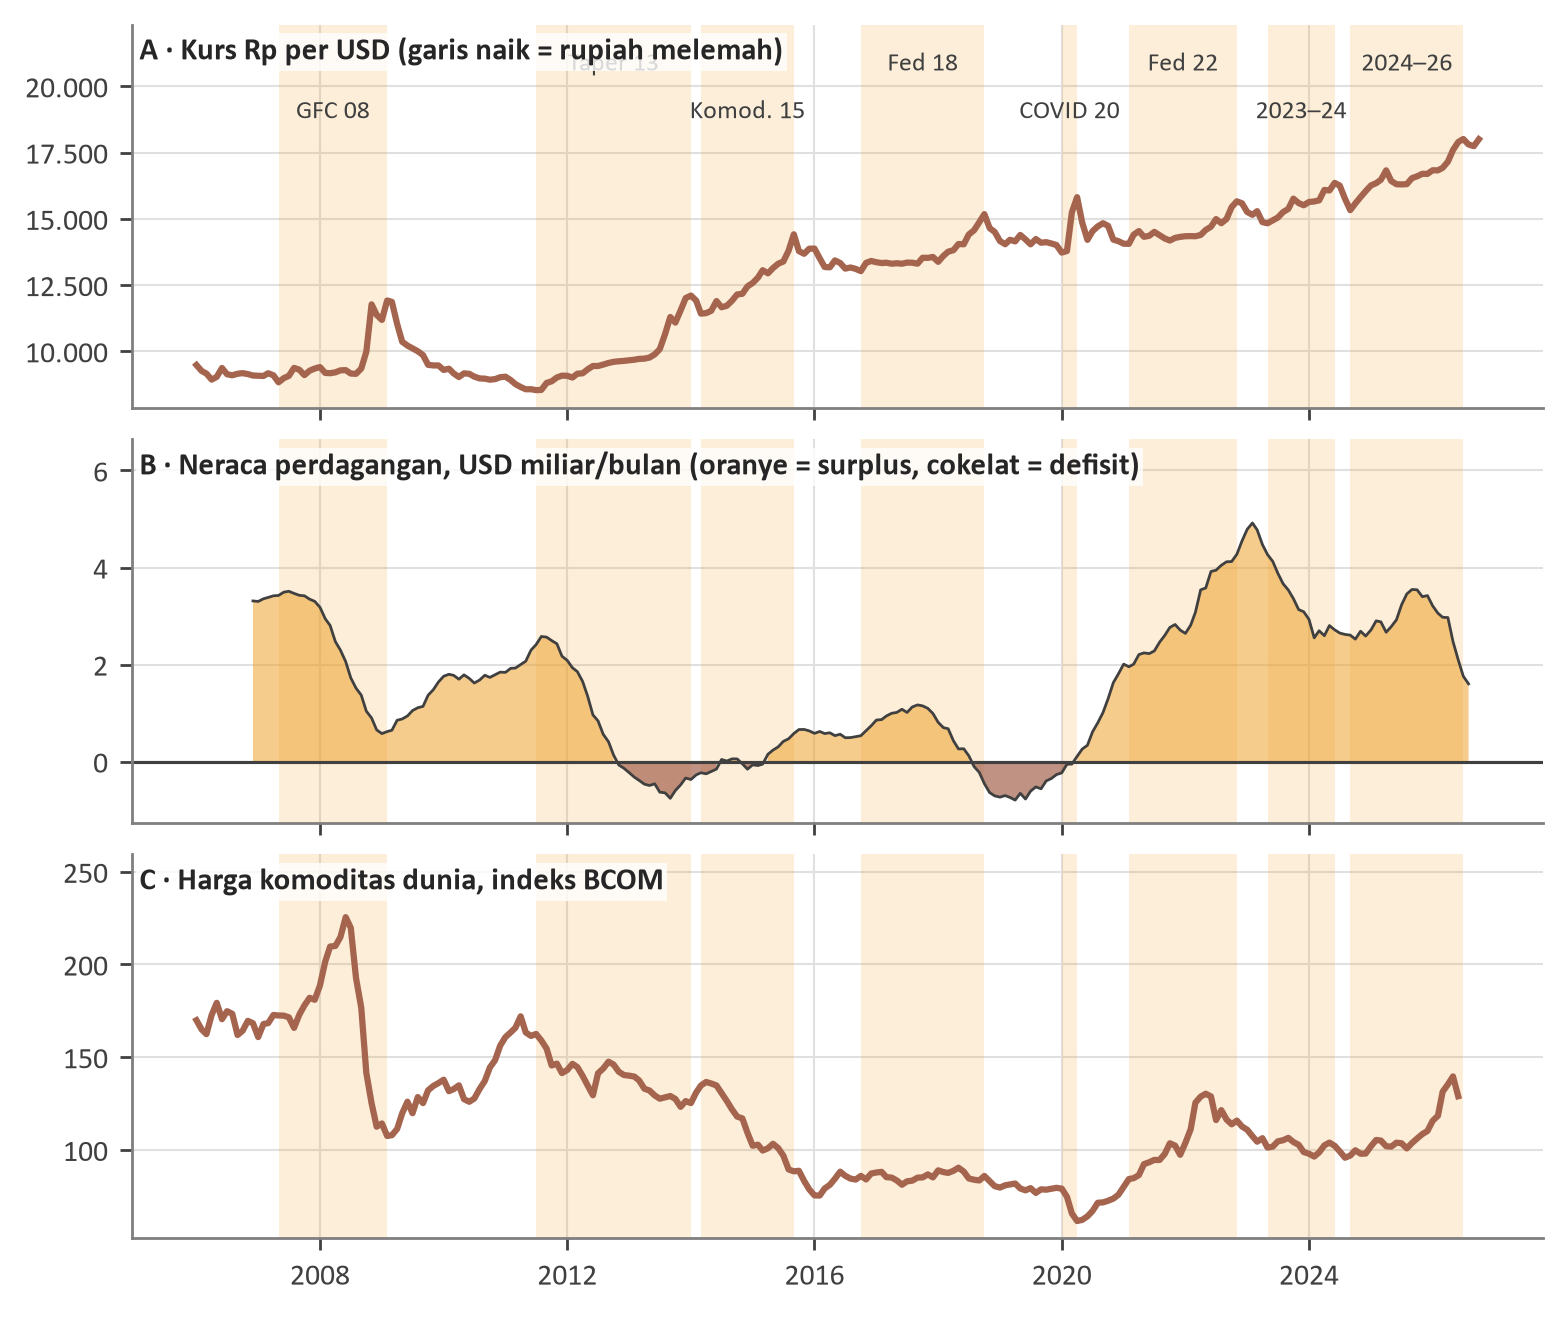 A · Kurs Rp per USD (garis naik = rupiah melemah)
Taper 13
Fed 18
Fed 22
2024–26
20.000
GFC 08
Komod. 15
COVID 20
2023–24
17.500
15.000
12.500
10.000
B · Neraca perdagangan, USD miliar/bulan (oranye = surplus, cokelat = defisit)
6
4
2
0
C · Harga komoditas dunia, indeks BCOM
250
200
150
100
2008
2012
2016
2020
2024